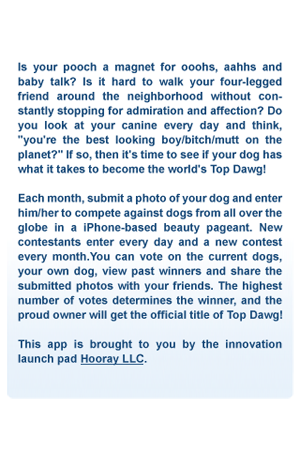 Is your pooch a magnet for ooohs, aahhs and
baby talk? Is it hard to walk your four-legged
friend around the neighborhood without con-
stantly stopping for admiration and affection? Do
you look at your canine every day and think,
"you're the best looking boy/bitch/mutt on the
planet?" If so, then it's time to see if your dog has
what it takes to become the world's Top Dawg!
Each month, submit a photo of your dog and enter
him/her to compete against dogs from all over the
globe in a iPhone-based beauty pageant. New
contestants enter every day and a new contest
every month.You can vote on the current dogs,
your own dog, view past winners and share the
submitted photos with your friends. The highest
number of votes determines the winner, and the
proud owner will get the official title of Top Dawg!
This app is brought to you by the innovation
launch pad Hooray LLC.